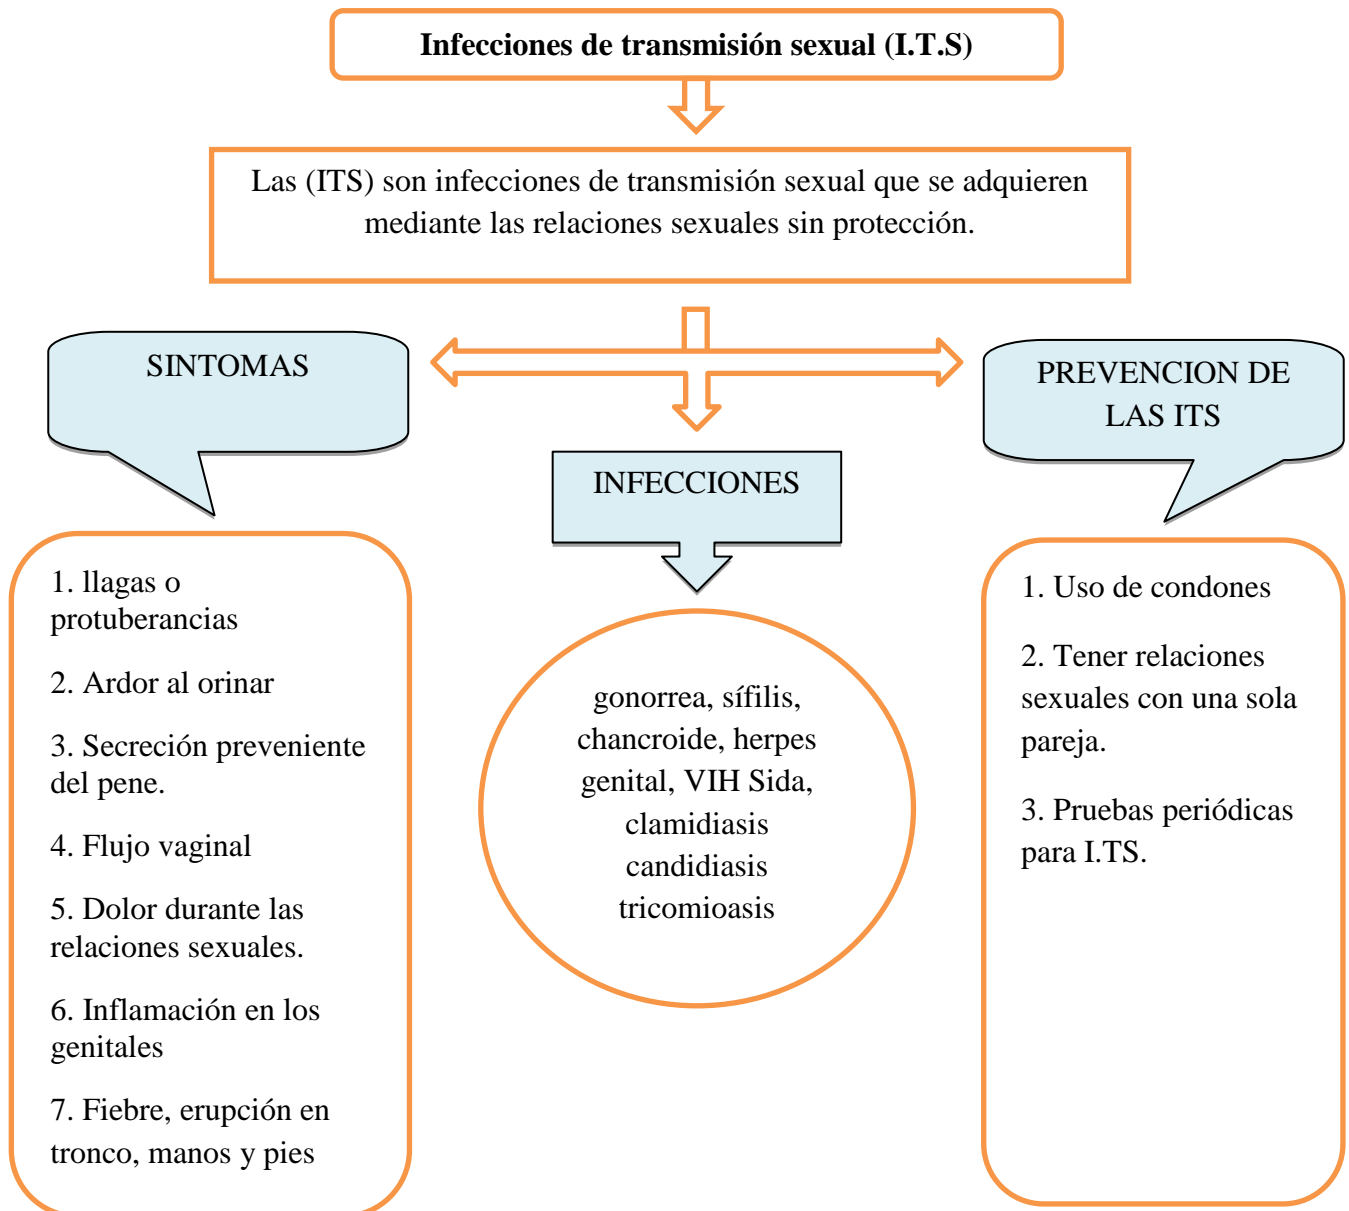 Infecciones de transmisión sexual (I.T.S)
Las (ITS) son infecciones de transmisión sexual que se adquieren
mediante las relaciones sexuales sin protección.
SINTOMAS
1. llagas o
protuberancias
2. Ardor al orinar
3. Secreción preveniente
del pene.
4. Flujo vaginal
5. Dolor durante las
relaciones sexuales.
6. Inflamación en los
genitales
7. Fiebre, erupción en
tronco, manos y pies
INFECCIONES
gonorrea, sífilis,
chancroide, herpes
genital, VIH Sida,
clamidiasis
candidiasis
tricomioasis
PREVENCION DE
LAS ITS
1. Uso de condones
2. Tener relaciones
sexuales con una sola
pareja.
3. Pruebas periódicas
para I.TS.